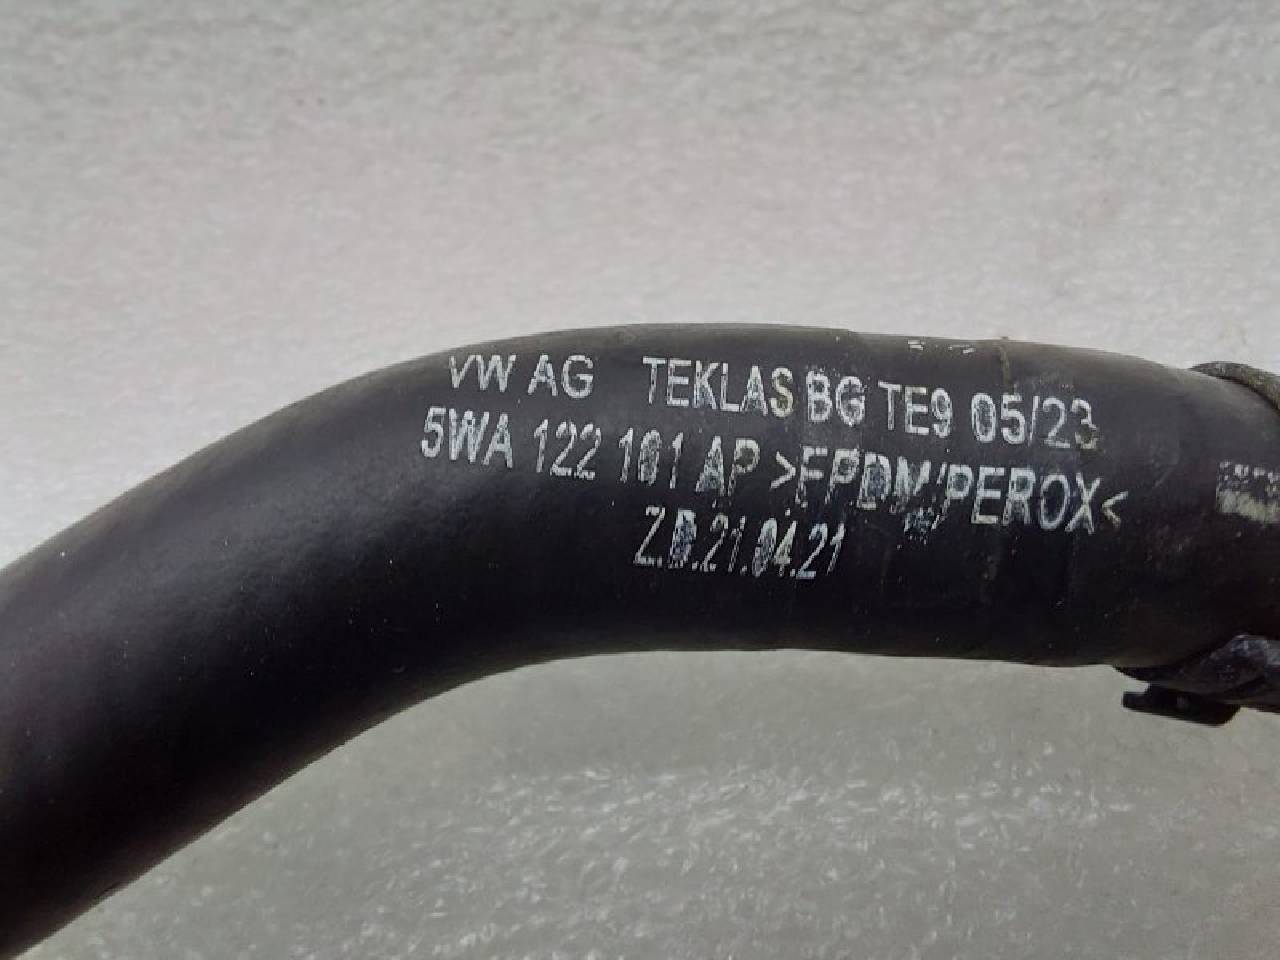 VW AG TEKLAS BG TE9 05/23
5WA 122 101 AP >EPDM/PEROX<
Z.D.21.04.21